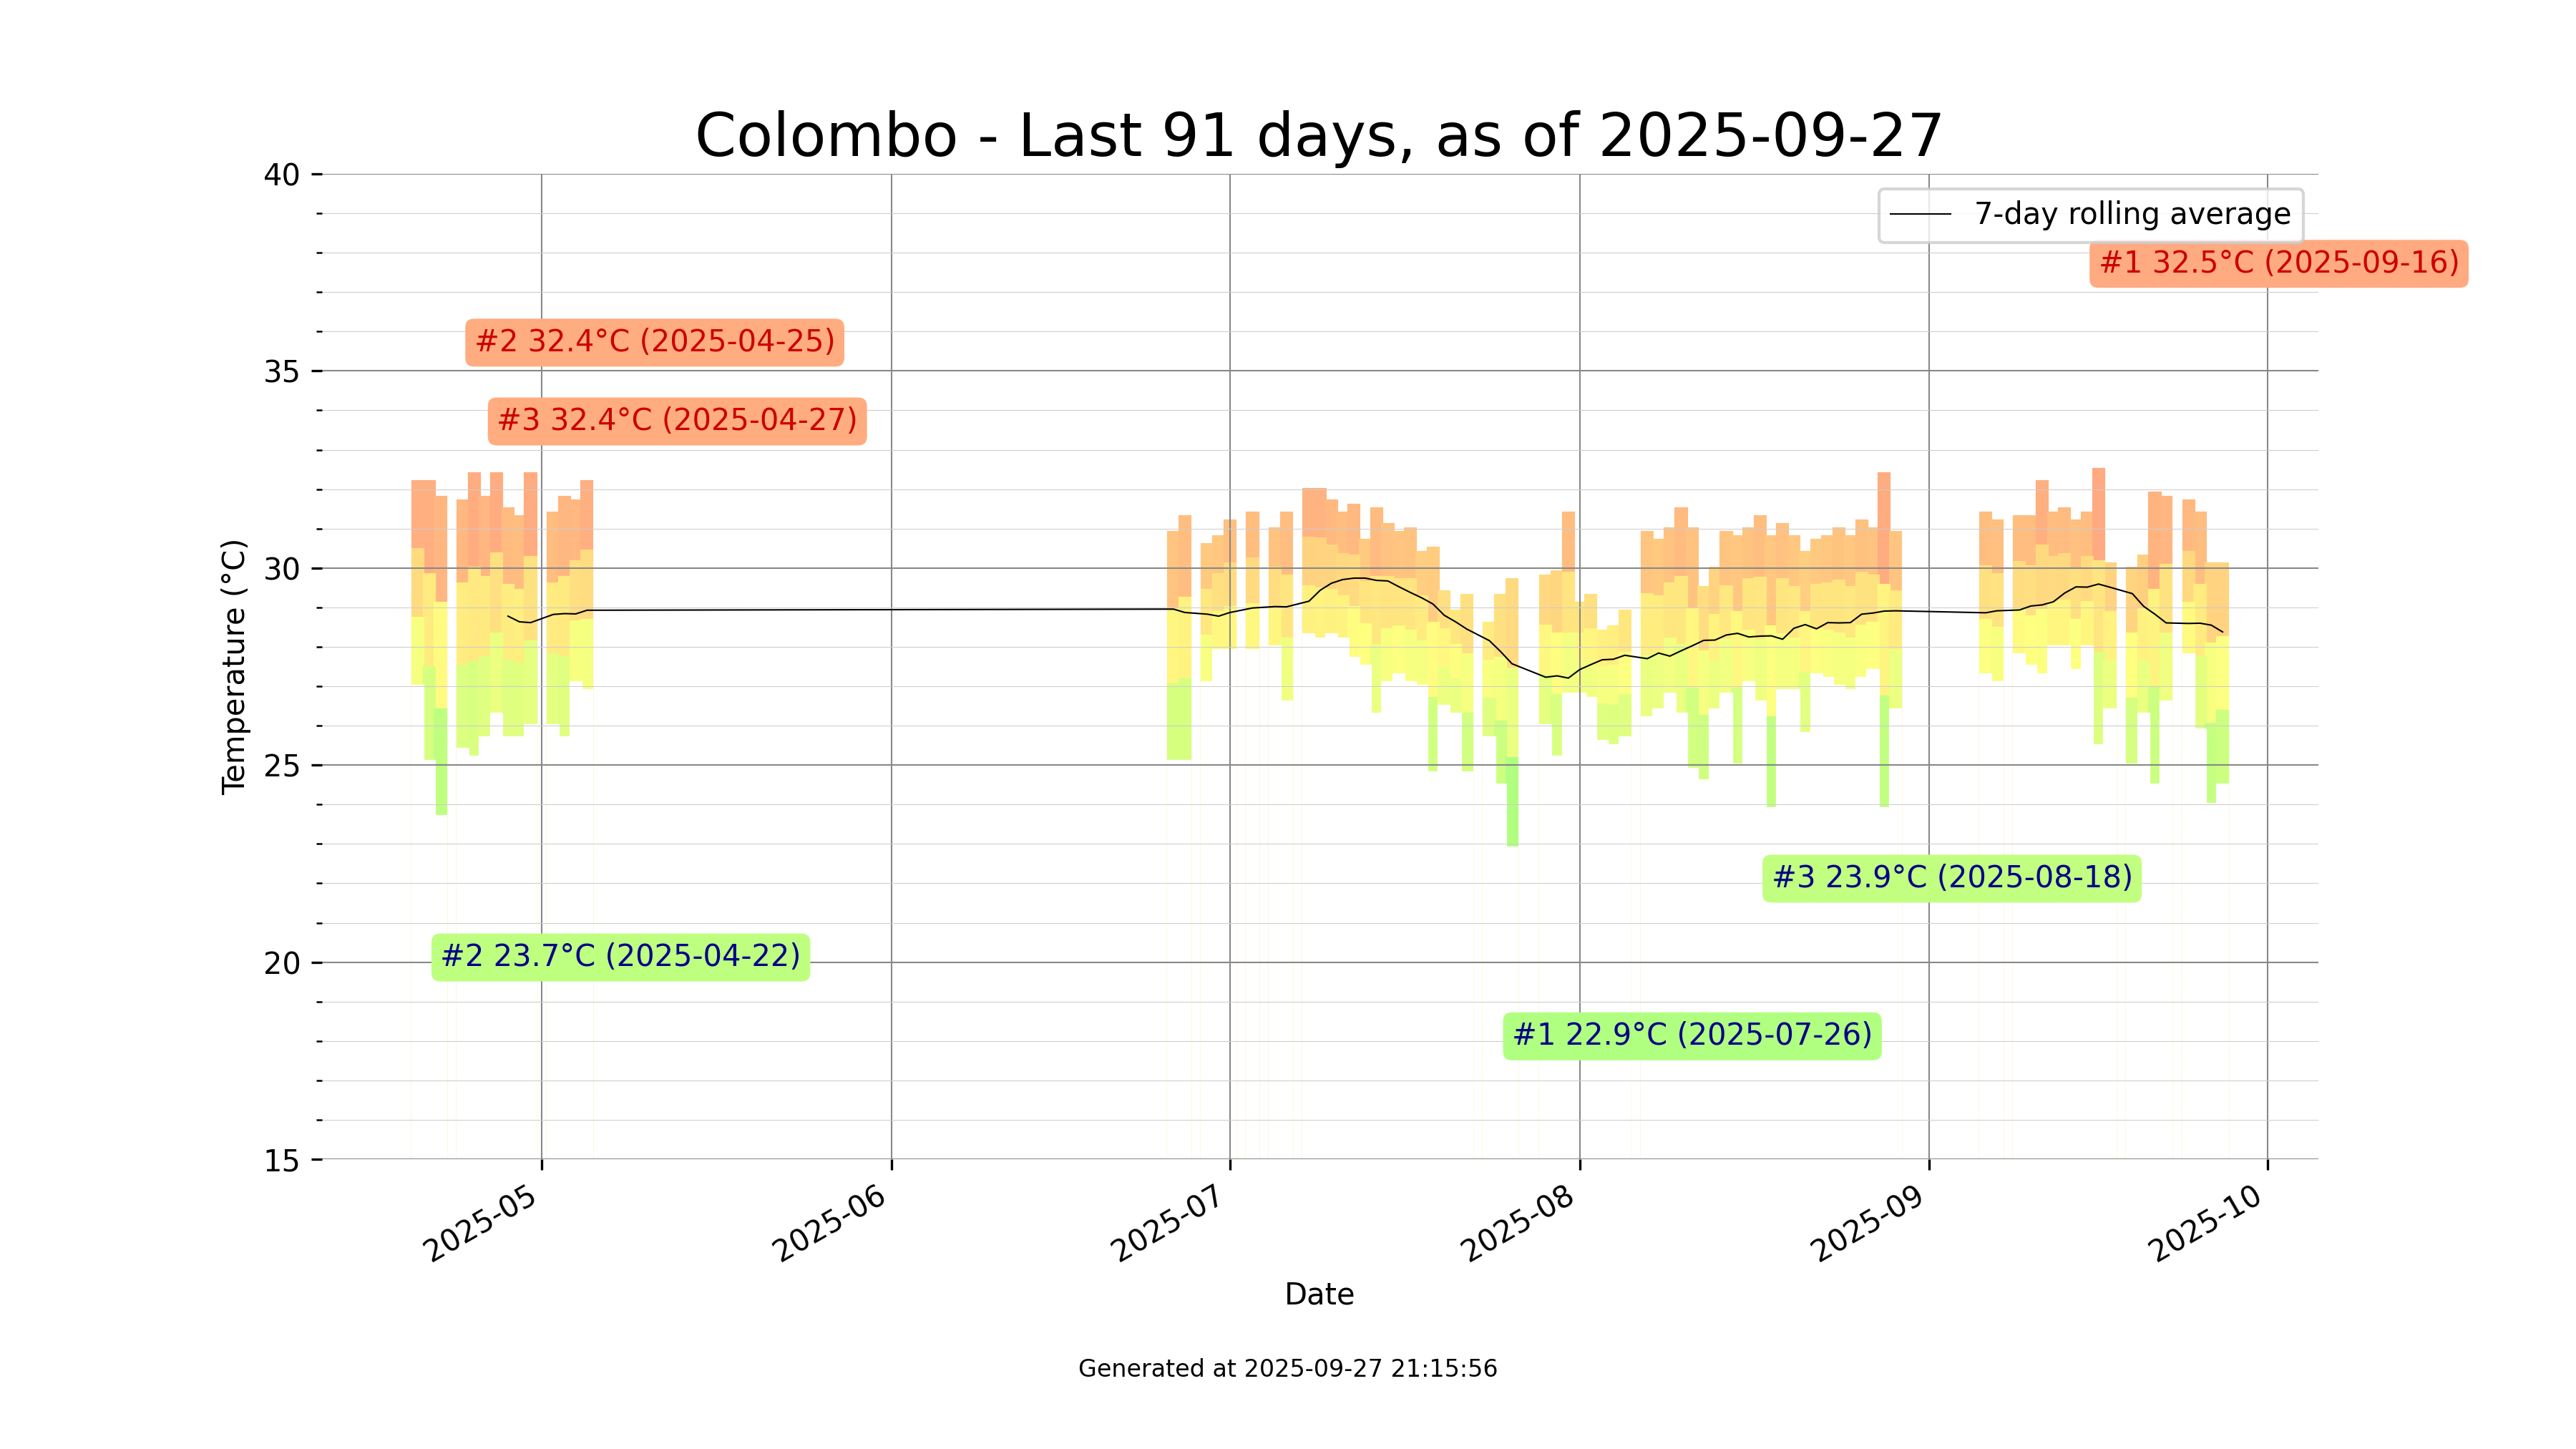 Colombo - Last 91 days, as of 2025-09-27
40
7-day rolling average
#1 32.5°C (2025-09-16)
#2 32.4°C (2025-04-25)
35
#3 32.4°C (2025-04-27)
30
Temperature (°C)
25
#3 23.9°C (2025-08-18)
#2 23.7°C (2025-04-22)
20
#1 22.9°C (2025-07-26)
15
2025-05
2025-06
2025-07
2025-08
2025-09
2025-10
Date
Generated at 2025-09-27 21:15:56